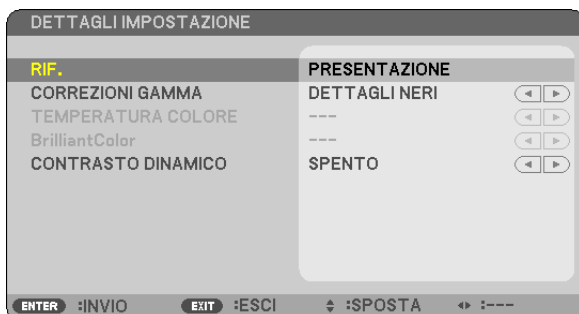 DETTAGLI IMPOSTAZIONE
RIF. PRESENTAZIONE
CORREZIONI GAMMA DETTAGLI NERI
TEMPERATURA COLORE ---
BrilliantColor ---
CONTRASTO DINAMICO SPENTO
ENTER :INVIO EXIT :ESCI :SPOSTA :---